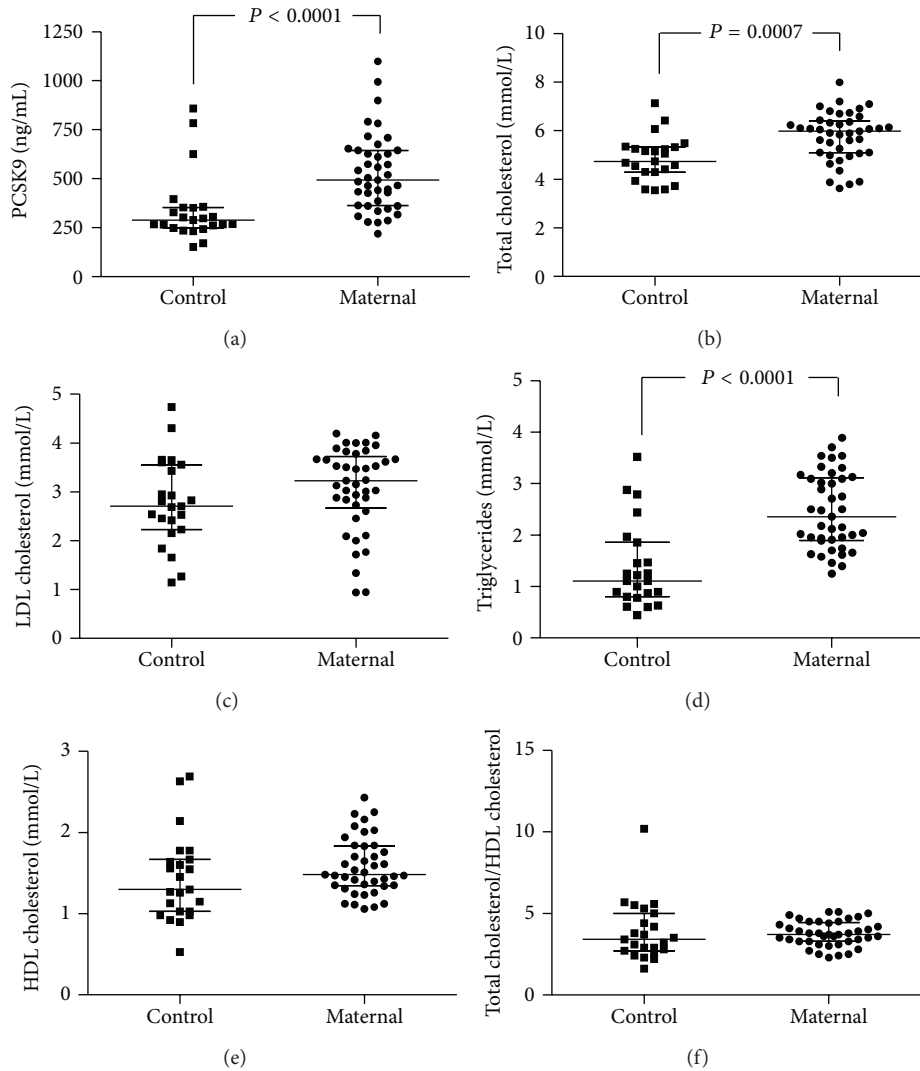 P < 0.0001
1250
1000
750
500
250
0
PCSK9 (ng/mL)
Control
Maternal
(a)
P = 0.0007
10
8
6
4
2
0
Total cholesterol (mmol/L)
Control
Maternal
(b)
5
4
3
2
1
0
LDL cholesterol (mmol/L)
Control
Maternal
(c)
P < 0.0001
5
4
3
2
1
0
Triglycerides (mmol/L)
Control
Maternal
(d)
3
2
1
0
HDL cholesterol (mmol/L)
Control
Maternal
(e)
15
10
5
0
Total cholesterol/HDL cholesterol
Control
Maternal
(f)